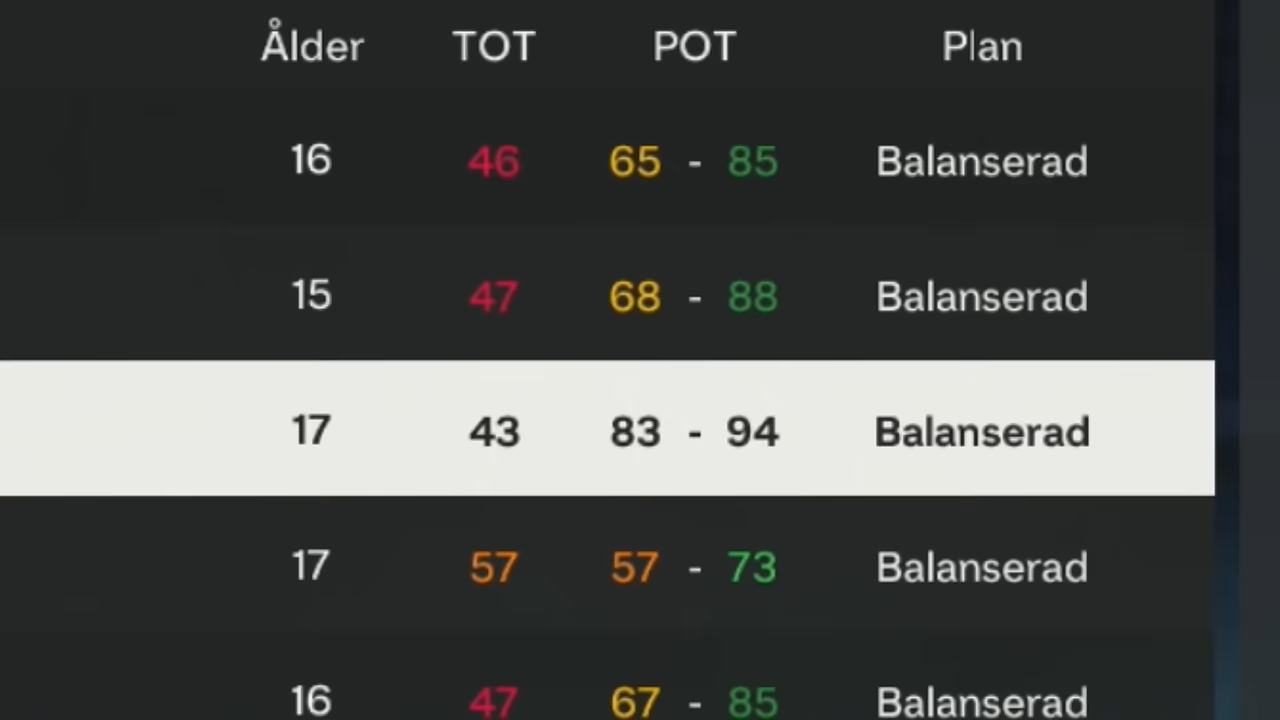 Ålder TOT POT Plan
16 46 65 - 85 Balanserad
15 47 68 - 88 Balanserad
17 43 83 - 94 Balanserad
17 57 57 - 73 Balanserad
16 47 67 - 85 Balanserad